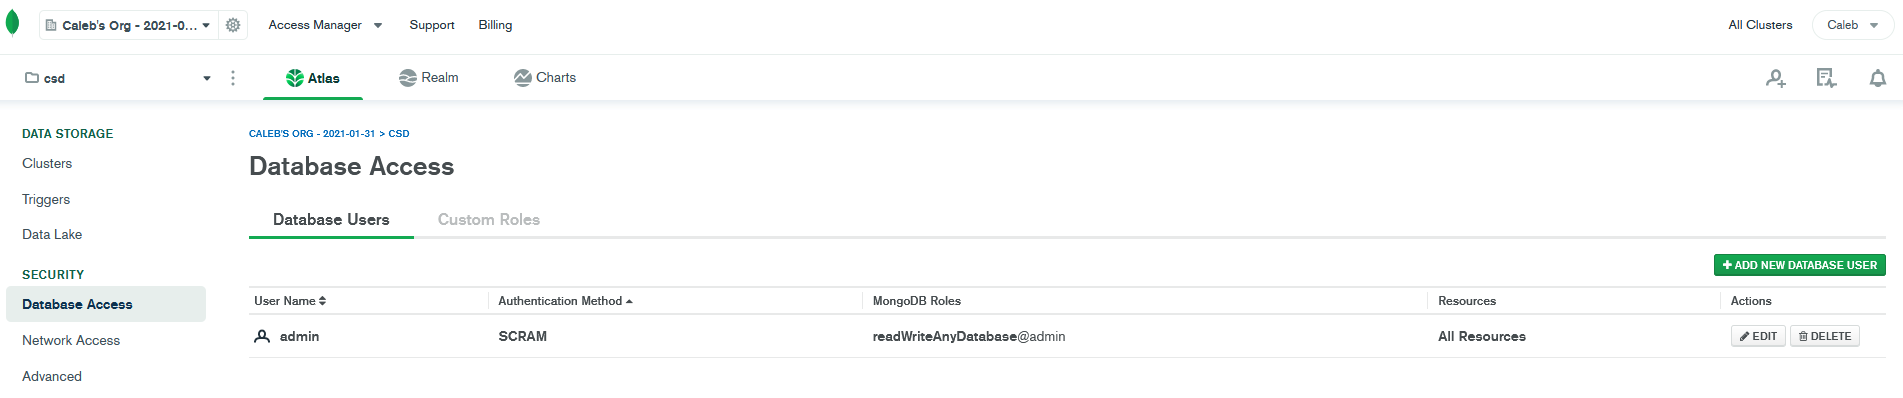 Caleb's Org - 2021-0... Access Manager Support Billing All Clusters Caleb
csd Atlas Realm Charts
DATA STORAGE
Clusters
Triggers
Data Lake
SECURITY
Database Access
Network Access
Advanced
CALEB'S ORG - 2021-01-31 > CSD
Database Access
Database Users Custom Roles
+ ADD NEW DATABASE USER
User Name Authentication Method MongoDB Roles Resources Actions
admin SCRAM readWriteAnyDatabase@admin All Resources EDIT DELETE